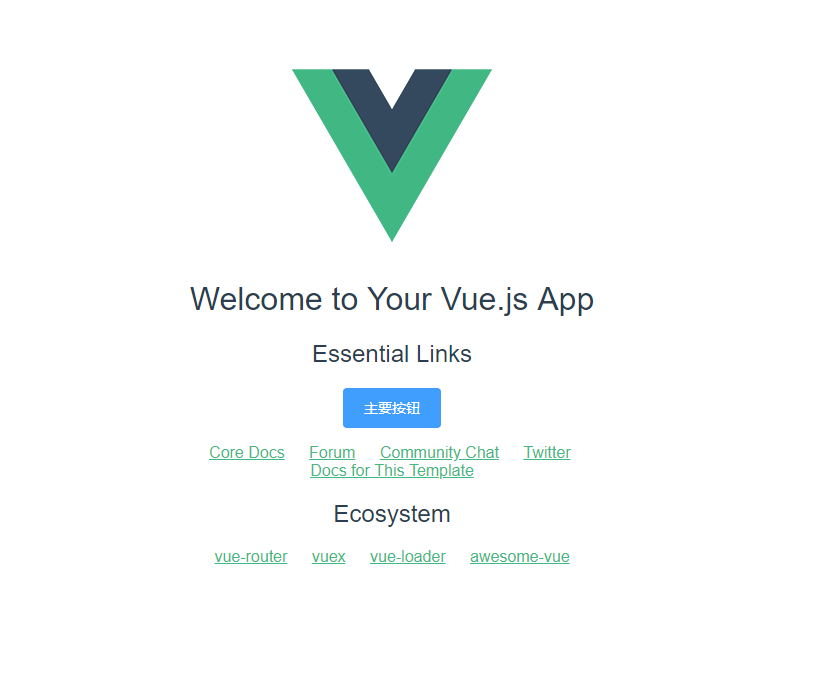 Welcome to Your Vue.js App
Essential Links
主要按钮
Core Docs Forum Community Chat Twitter
Docs for This Template
Ecosystem
vue-router vuex vue-loader awesome-vue